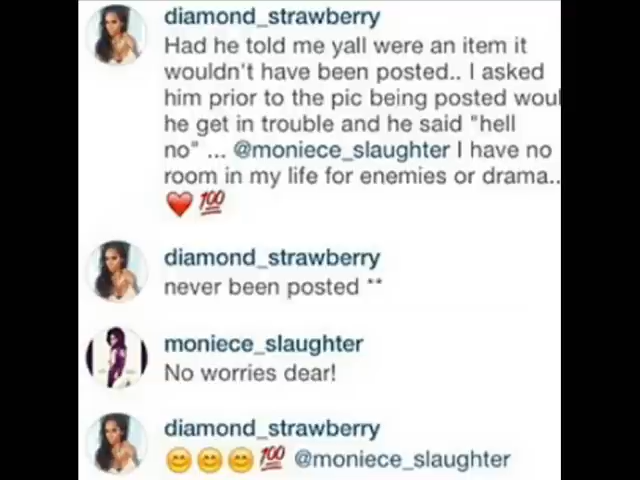 diamond_strawberry
Had he told me yall were an item it
wouldn't have been posted.. I asked
him prior to the pic being posted woul
he get in trouble and he said "hell
no" ... @moniece_slaughter I have no
room in my life for enemies or drama..
❤️ 💯
diamond_strawberry
never been posted **
moniece_slaughter
No worries dear!
diamond_strawberry
😊😊😊💯 @moniece_slaughter